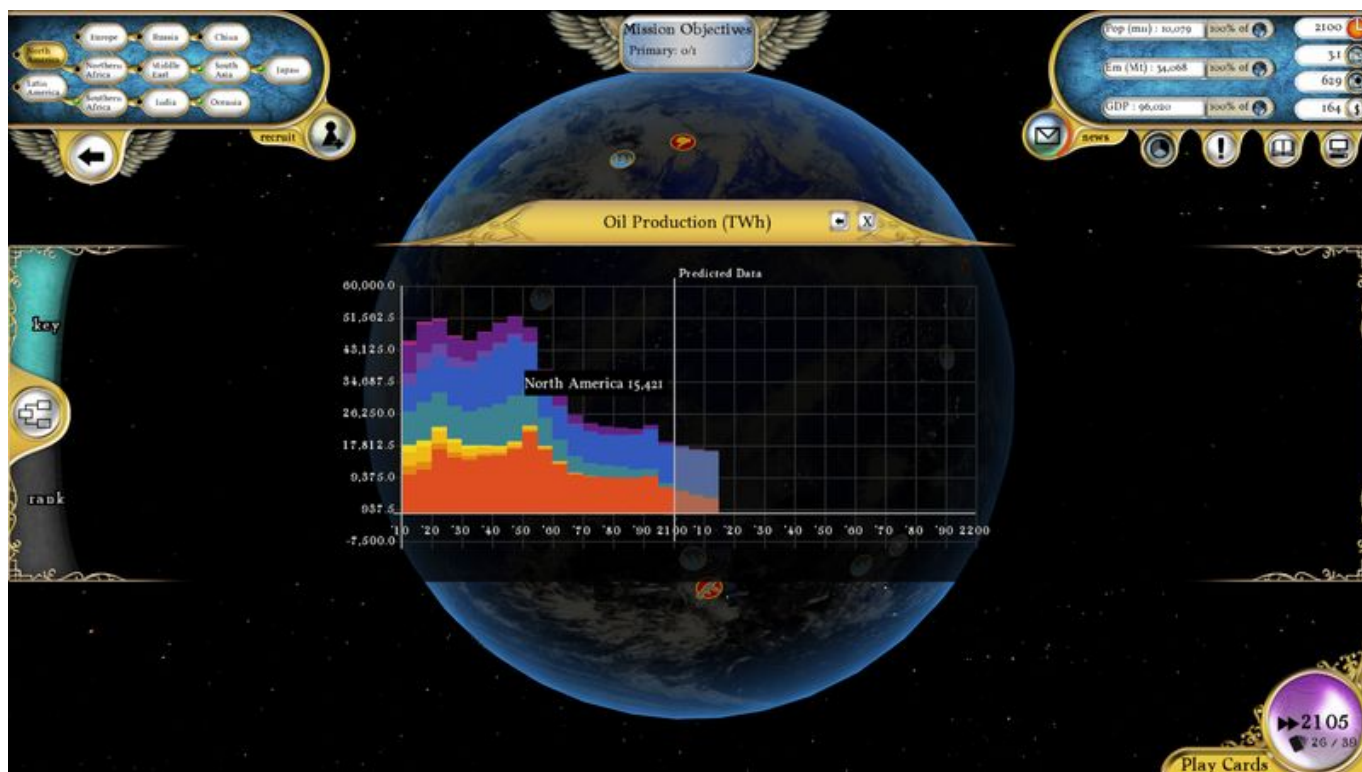 Mission Objectives
Primary: 0/1
North
America
Europe
Russia
China
Northern
Africa
Middle
East
South
Asia
Japan
Latin
America
Southern
Africa
India
Oceania
recruit
Pop (mil) : 10,079
100% of
2100
Em (Mt) : 34,068
100% of
3.1
629
GDP : 96,020
100% of
164 $
news
Oil Production (TWh)
X
Predicted Data
60,000.0
51,562.5
43,125.0
34,687.5
26,250.0
17,812.5
9,375.0
937.5
-7,500.0
North America 15,421
'10 '20 '30 '40 '50 '60 '70 '80 '90 2100 '10 '20 '30 '40 '50 '60 '70 '80 '90 2200
key
rank
2105
26 / 39
Play Cards